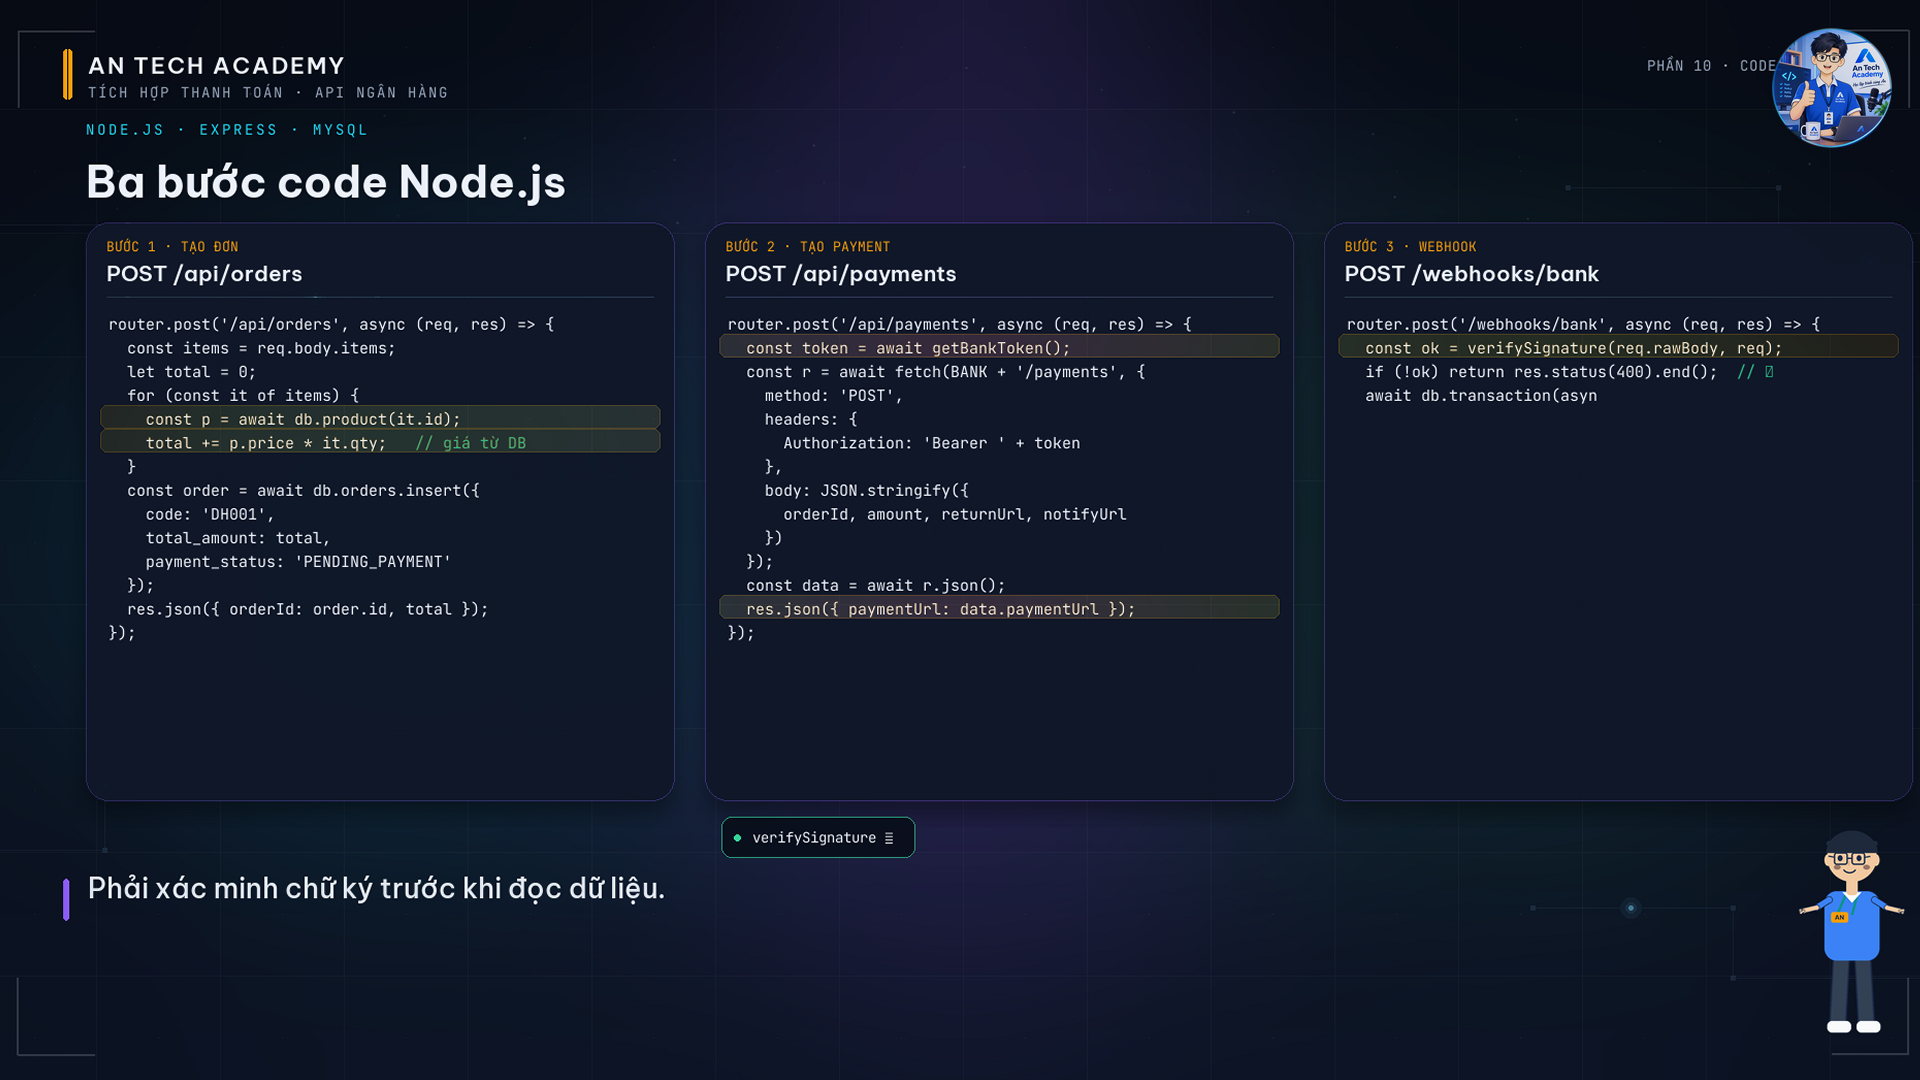 AN TECH ACADEMY
TÍCH HỢP THANH TOÁN · API NGÂN HÀNG
PHẦN 10 · CODE
An Tech
Academy
NODE.JS · EXPRESS · MYSQL
Ba bước code Node.js
BƯỚC 1 · TẠO ĐƠN
POST /api/orders
router.post('/api/orders', async (req, res) => {
  const items = req.body.items;
  let total = 0;
  for (const it of items) {
    const p = await db.product(it.id);
    total += p.price * it.qty;   // giá từ DB
  }
  const order = await db.orders.insert({
    code: 'DH001',
    total_amount: total,
    payment_status: 'PENDING_PAYMENT'
  });
  res.json({ orderId: order.id, total });
});
BƯỚC 2 · TẠO PAYMENT
POST /api/payments
router.post('/api/payments', async (req, res) => {
  const token = await getBankToken();
  const r = await fetch(BANK + '/payments', {
    method: 'POST',
    headers: {
      Authorization: 'Bearer ' + token
    },
    body: JSON.stringify({
      orderId, amount, returnUrl, notifyUrl
    })
  });
  const data = await r.json();
  res.json({ paymentUrl: data.paymentUrl });
});
BƯỚC 3 · WEBHOOK
POST /webhooks/bank
router.post('/webhooks/bank', async (req, res) => {
  const ok = verifySignature(req.rawBody, req);
  if (!ok) return res.status(400).end();  //
  await db.transaction(asyn
verifySignature
Phải xác minh chữ ký trước khi đọc dữ liệu.
AN